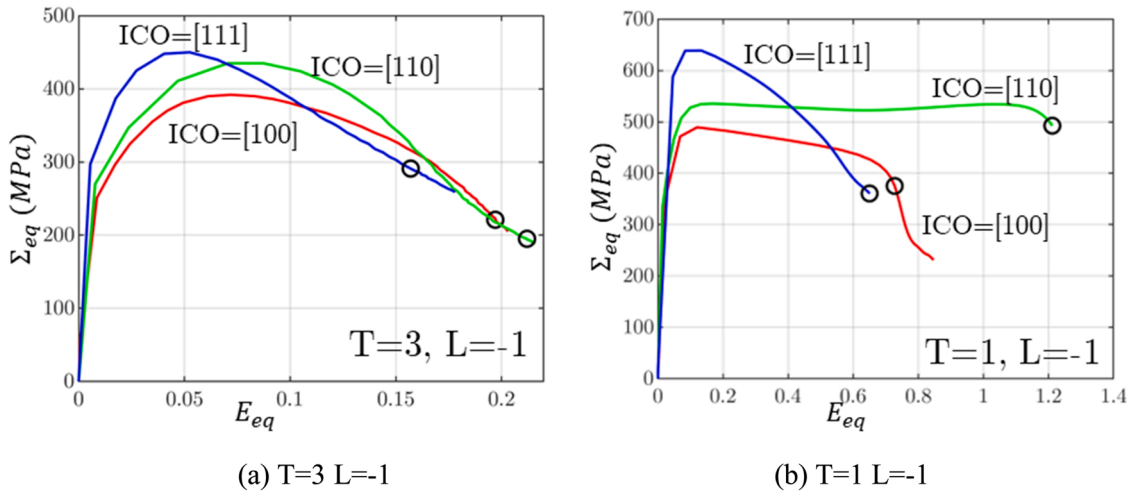 500
400
300
200
100
0
0
0.05
0.1
0.15
0.2
Σeq (MPa)
Eeq
ICO=[111]
ICO=[110]
ICO=[100]
T=3, L=-1
(a) T=3 L=-1
700
600
500
400
300
200
100
0
0
0.2
0.4
0.6
0.8
1
1.2
1.4
Σeq (MPa)
Eeq
ICO=[111]
ICO=[110]
ICO=[100]
T=1, L=-1
(b) T=1 L=-1